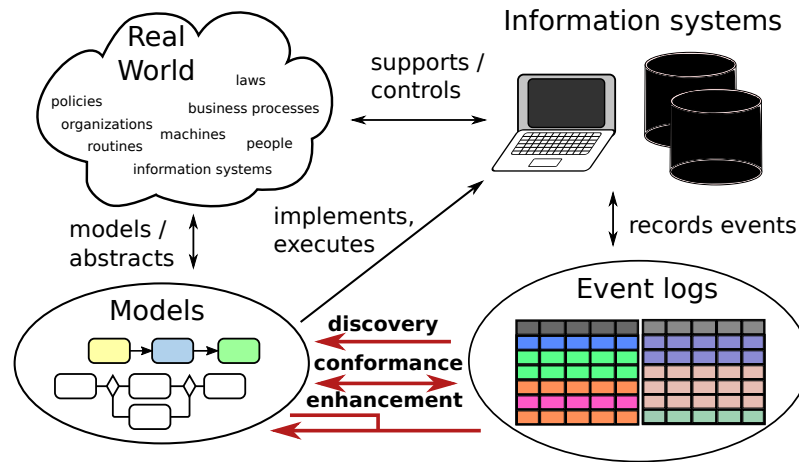 Real
World
laws
policies
business processes
organizations
machines
routines
people
information systems
supports /
controls
Information systems
models /
abstracts
implements,
executes
records events
Models
discovery
conformance
enhancement
Event logs